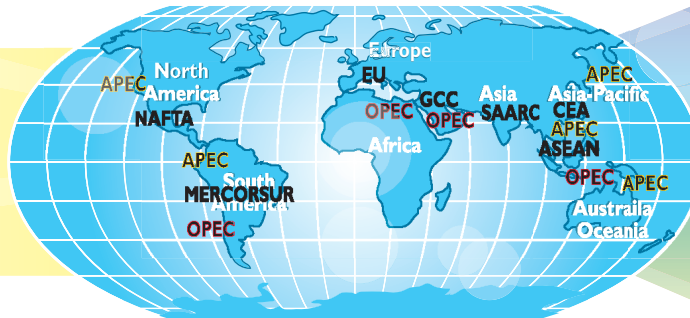 Europe
EU
North
America
APEC
NAFTA
APEC
South
America
MERCORSUR
OPEC
OPEC
GCC
OPEC
Africa
Asia
SAARC
APEC
Asia-Pacific
CEA
APEC
ASEAN
OPEC
APEC
Austraila
Oceania